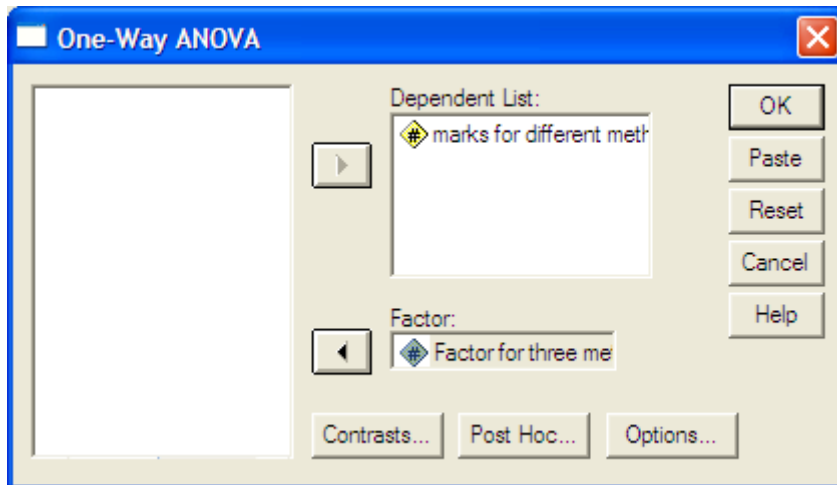 One-Way ANOVA
Dependent List:
# marks for different meth
Factor:
# Factor for three me
OK
Paste
Reset
Cancel
Help
Contrasts... Post Hoc... Options...